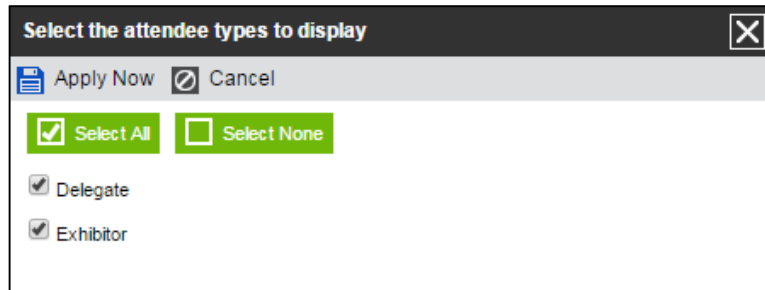 Select the attendee types to display
Apply Now Cancel
Select All Select None
Delegate
Exhibitor